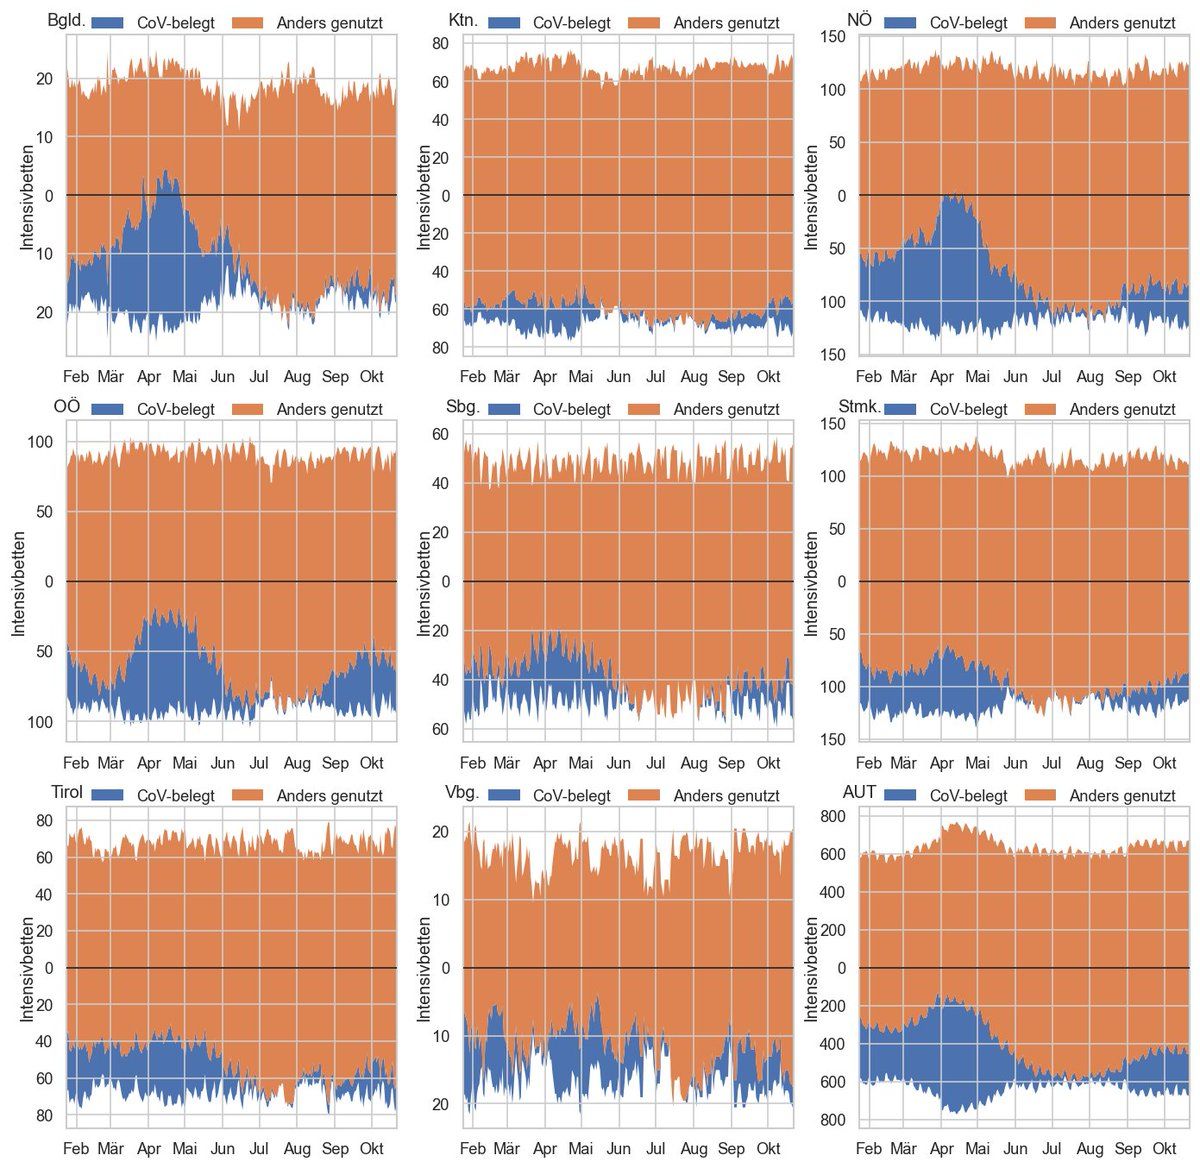 Bgld. CoV-belegt Anders genutzt
Intensivbetten
20
10
0
10
20
Feb Mär Apr Mai Jun Jul Aug Sep Okt
Ktn. CoV-belegt Anders genutzt
Intensivbetten
80
60
40
20
0
20
40
60
80
Feb Mär Apr Mai Jun Jul Aug Sep Okt
NÖ CoV-belegt Anders genutzt
Intensivbetten
150
100
50
0
50
100
150
Feb Mär Apr Mai Jun Jul Aug Sep Okt
OÖ CoV-belegt Anders genutzt
Intensivbetten
100
50
0
50
100
Feb Mär Apr Mai Jun Jul Aug Sep Okt
Sbg. CoV-belegt Anders genutzt
Intensivbetten
60
40
20
0
20
40
60
Feb Mär Apr Mai Jun Jul Aug Sep Okt
Stmk. CoV-belegt Anders genutzt
Intensivbetten
150
100
50
0
50
100
150
Feb Mär Apr Mai Jun Jul Aug Sep Okt
Tirol CoV-belegt Anders genutzt
Intensivbetten
80
60
40
20
0
20
40
60
80
Feb Mär Apr Mai Jun Jul Aug Sep Okt
Vbg. CoV-belegt Anders genutzt
Intensivbetten
20
10
0
10
20
Feb Mär Apr Mai Jun Jul Aug Sep Okt
AUT CoV-belegt Anders genutzt
Intensivbetten
800
600
400
200
0
200
400
600
800
Feb Mär Apr Mai Jun Jul Aug Sep Okt